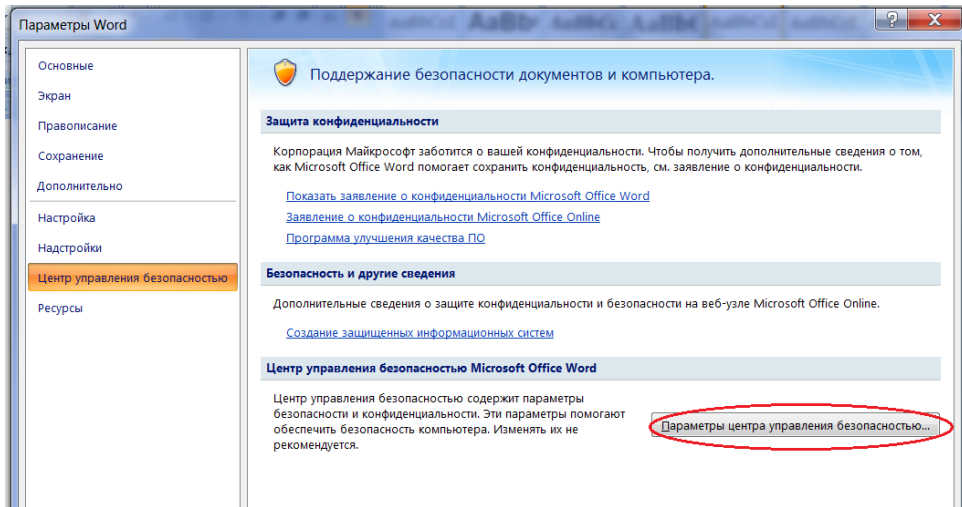 Параметры Word
Основные
Экран
Правописание
Сохранение
Дополнительно
Настройка
Надстройки
Центр управления безопасностью
Ресурсы
Поддержание безопасности документов и компьютера.
Защита конфиденциальности
Корпорация Майкрософт заботится о вашей конфиденциальности. Чтобы получить дополнительные сведения о том,
как Microsoft Office Word помогает сохранить конфиденциальность, см. заявление о конфиденциальности.
Показать заявление о конфиденциальности Microsoft Office Word
Заявление о конфиденциальности Microsoft Office Online
Программа улучшения качества ПО
Безопасность и другие сведения
Дополнительные сведения о защите конфиденциальности и безопасности на веб-узле Microsoft Office Online.
Создание защищенных информационных систем
Центр управления безопасностью Microsoft Office Word
Центр управления безопасностью содержит параметры
безопасности и конфиденциальности. Эти параметры помогают
обеспечить безопасность компьютера. Изменять их не
рекомендуется.
Параметры центра управления безопасностью...